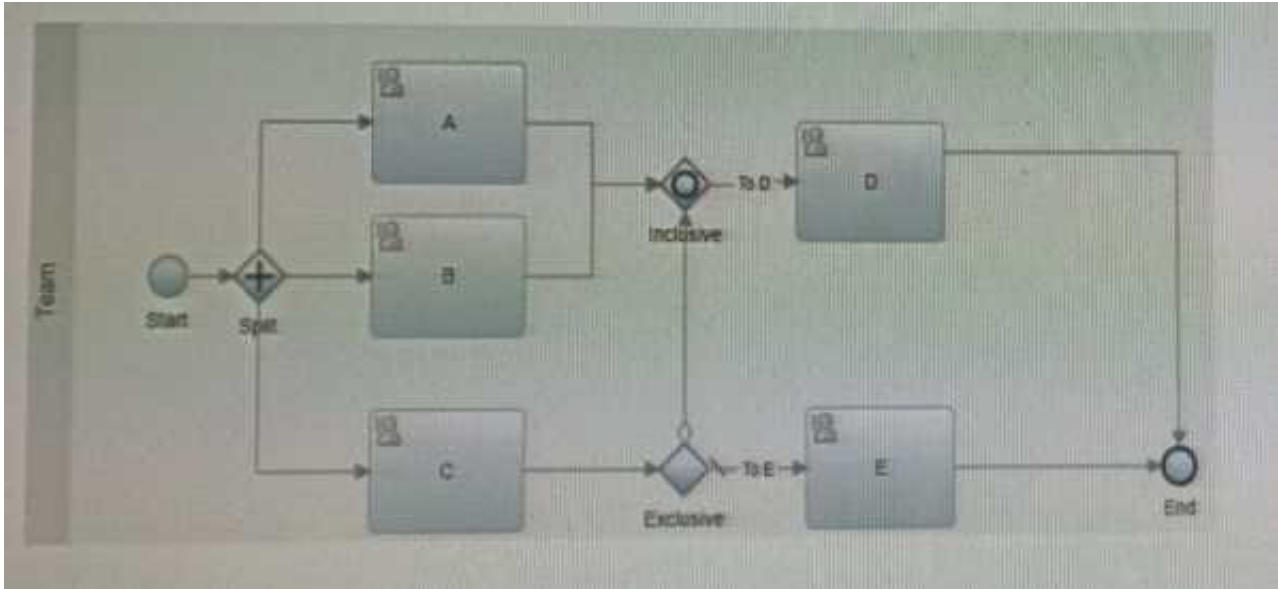 Team
Start
Split
A
B
C
Inclusive
To D
D
Exclusive
To E
E
End